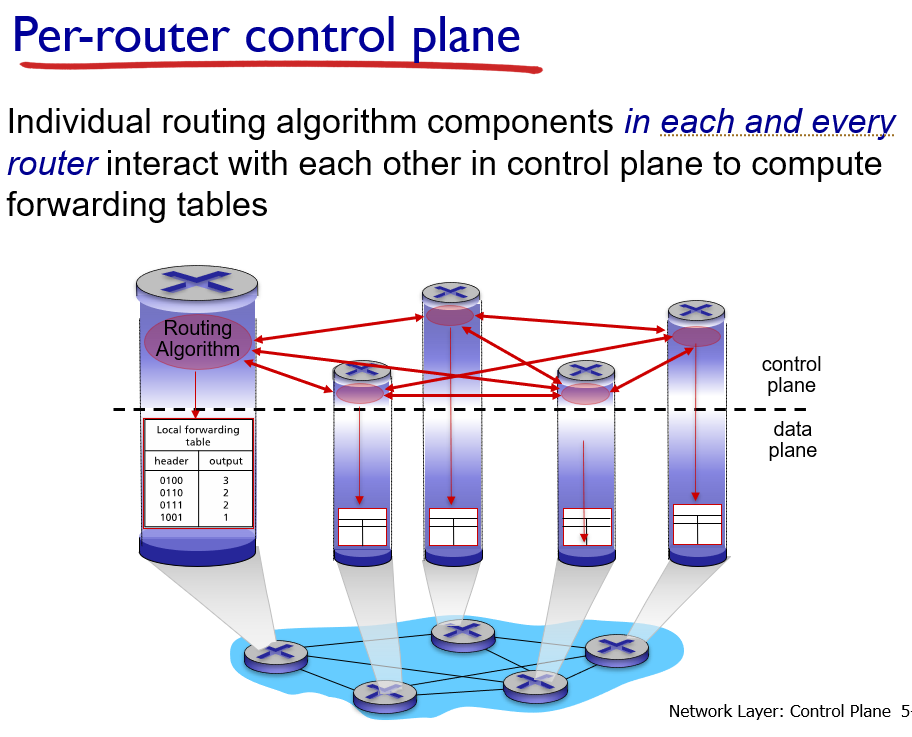 Per-router control plane
Individual routing algorithm components in each and every
router interact with each other in control plane to compute
forwarding tables
Routing
Algorithm
control
plane
data
plane
Local forwarding
table
header output
0100 3
0110 2
0111 2
1001 1
Network Layer: Control Plane 5-